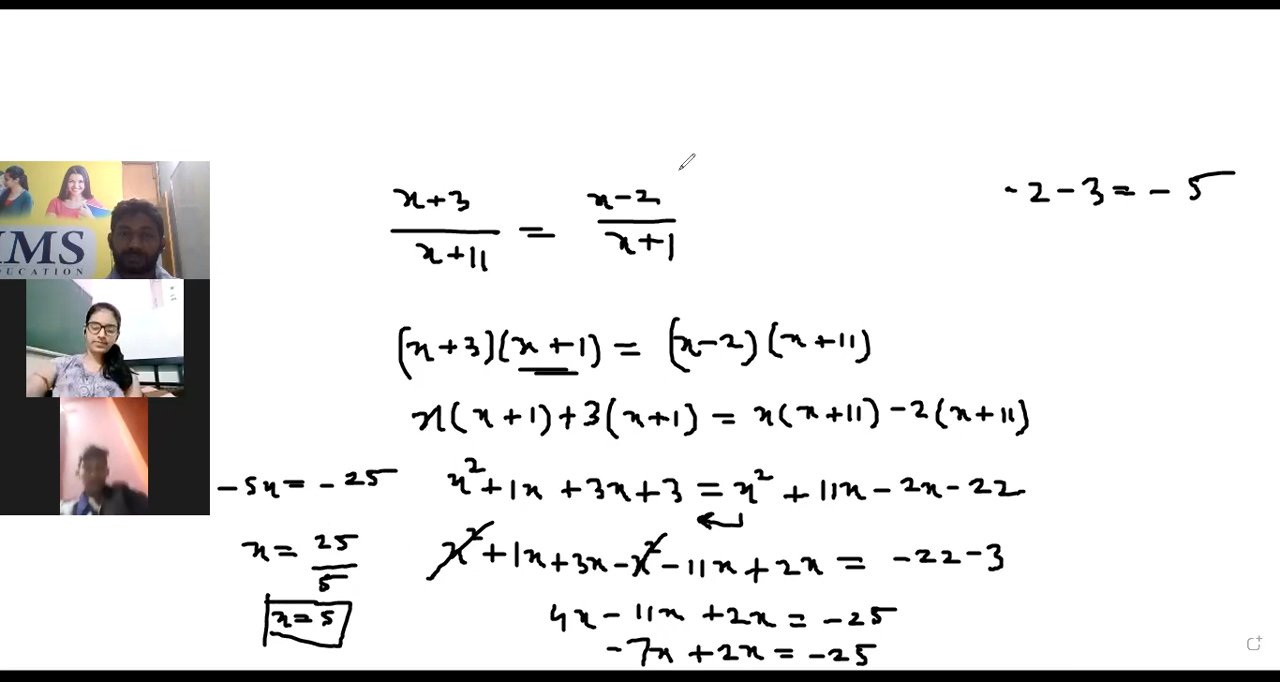 IMS
EDUCATION
x+3/x+11 = x-2/x+1
-2-3=-5
(x+3)(x+1) = (x-2)(x+11)
x(x+1)+3(x+1) = x(x+11)-2(x+11)
x²+1x+3x+3 = x²+11x-2x-22
x²+1x+3x-x²-11x+2x = -22-3
4x-11x+2x = -25
-7x+2x = -25
-5x = -25
x = 25/5
x = 5